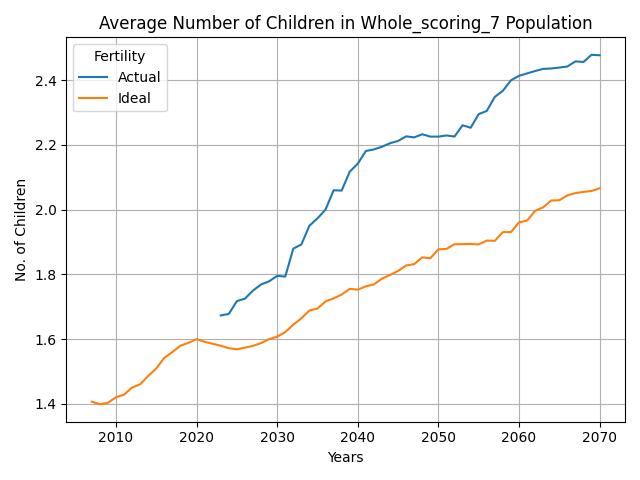 Average Number of Children in Whole_scoring_7 Population
Fertility
Actual
Ideal
No. of Children
2.4
2.2
2.0
1.8
1.6
1.4
2010 2020 2030 2040 2050 2060 2070
Years